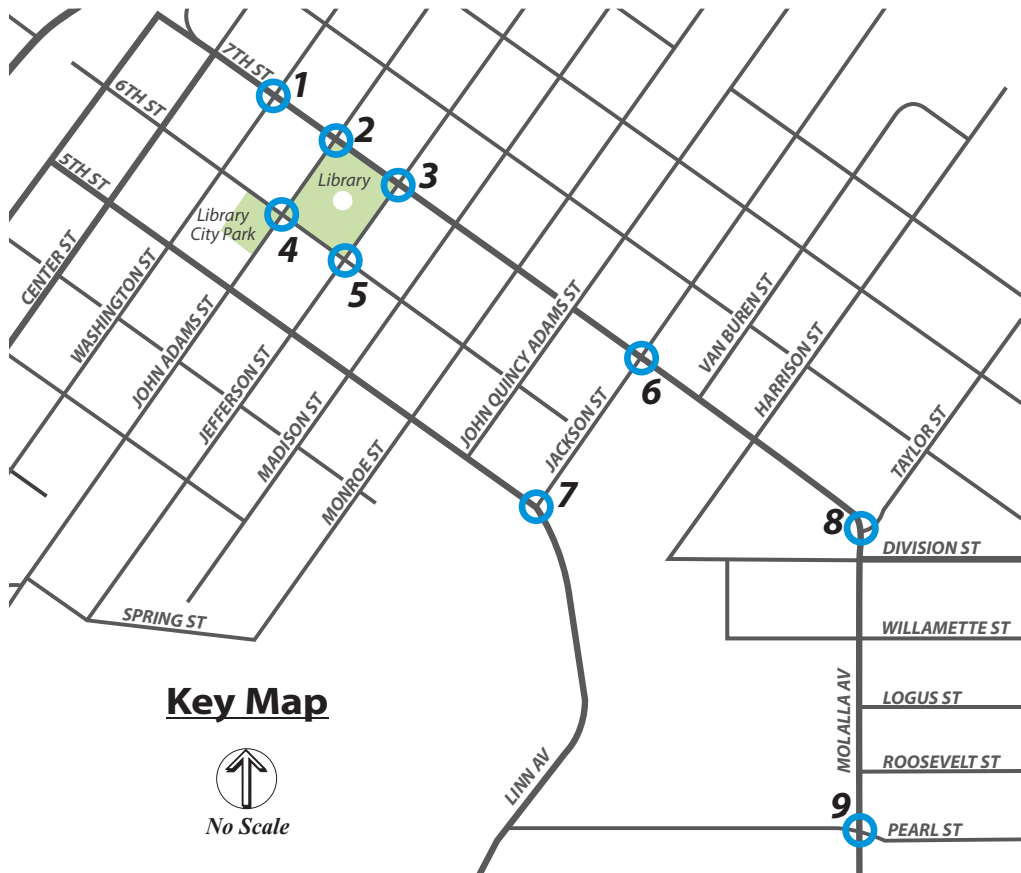 7TH ST
1
6TH ST
2
5TH ST
Library
3
Library
City Park
4
5
CENTER ST
WASHINGTON ST
JOHN ADAMS ST
JEFFERSON ST
MADISON ST
MONROE ST
JOHN QUINCY ADAMS ST
JACKSON ST
6
VAN BUREN ST
HARRISON ST
TAYLOR ST
7
8
DIVISION ST
SPRING ST
WILLAMETTE ST
Key Map
MOLALLA AV
LOGUS ST
LINN AV
ROOSEVELT ST
No Scale
9
PEARL ST